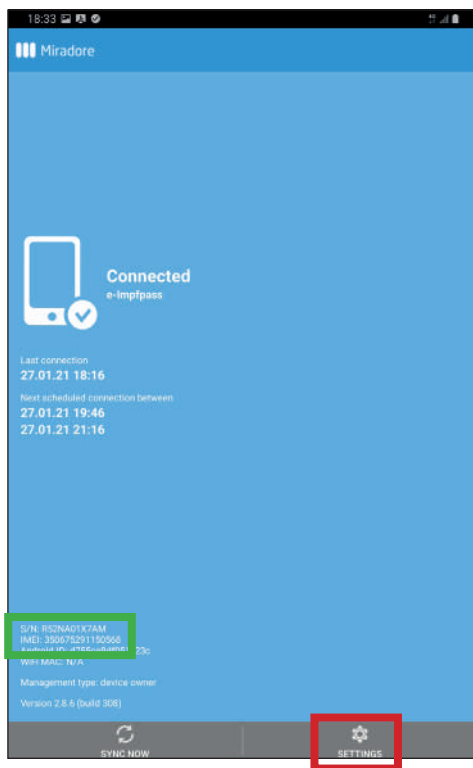 18:33
Miradore
Connected
e-Impfpass
Last connection
27.01.21 18:16
Next scheduled connection between
27.01.21 19:46
27.01.21 21:16
S/N: R52NA01X7AM
IMEI: 350675291150568
Android ID:
WiFi MAC: N/A
Management type: device owner
Version 2.8.6 (build 308)
SYNC NOW
SETTINGS